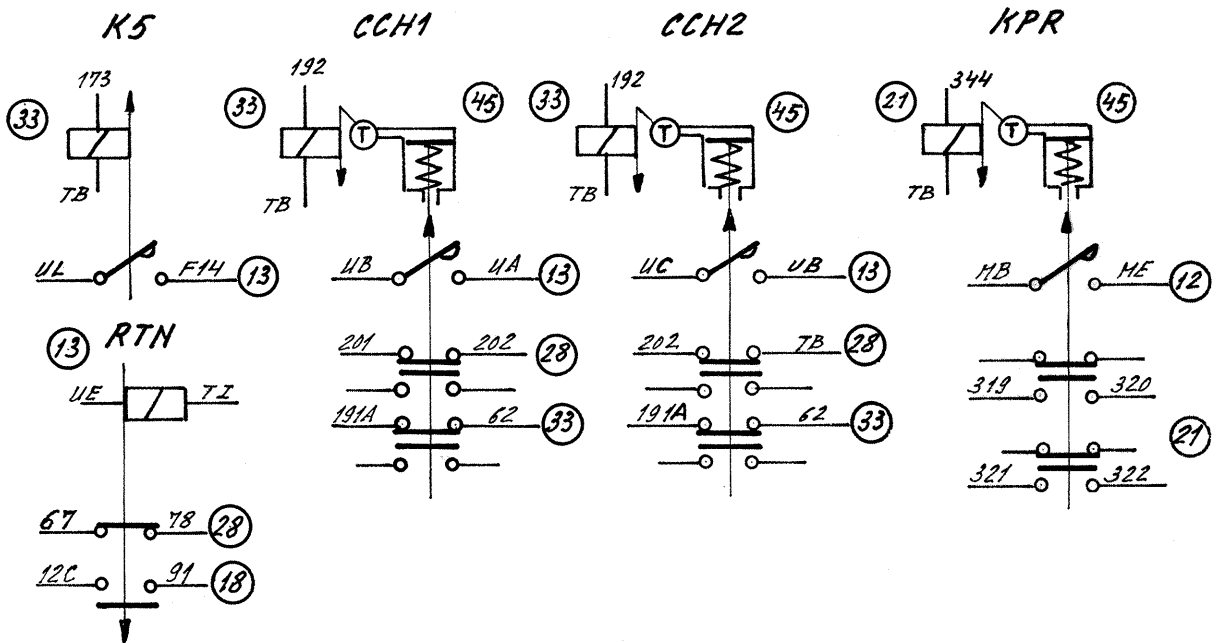 K5 CCH1 CCH2 KPR
173 192 192 344
33 33 45 33 45 21 45
T T T
TB TB TB TB
UL F14 13 UB UA 13 UC UB 13 MB ME 12
13 RTN
201 202 28 202 TB 28
UE TI
319 320
191A 62 33 191A 62 33
21
321 322
67 78 28
12C 91 18